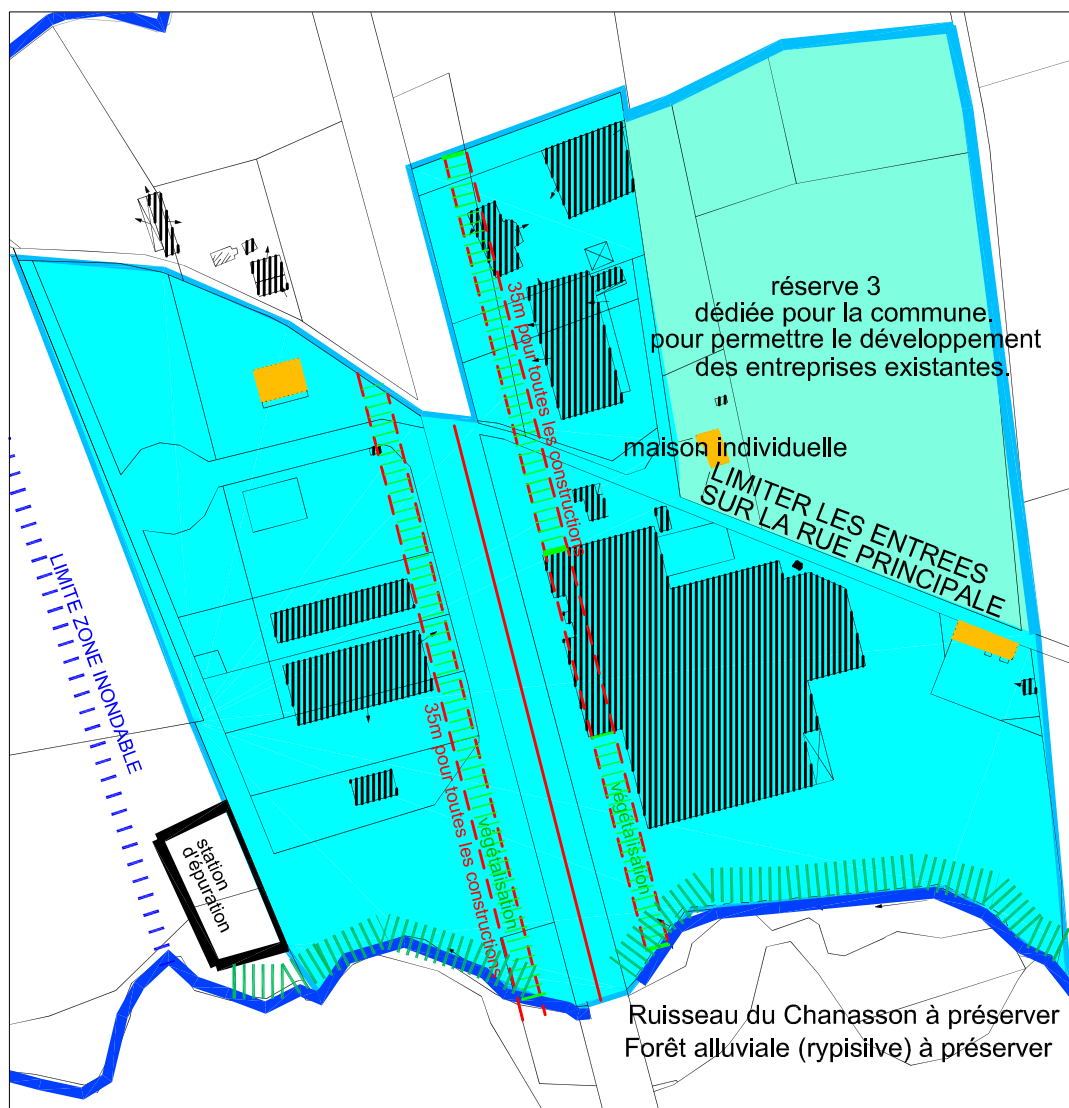 réserve 3
dédiée pour la commune.
pour permettre le développement
des entreprises existantes.
maison individuelle
LIMITER LES ENTREES
SUR LA RUE PRINCIPALE
35m pour toutes les constructions
35m pour toutes les constructions
végétalisation
végétalisation
LIMITE ZONE INONDABLE
station
d'épuration
Ruisseau du Chanasson à préserver
Forêt alluviale (rypisilve) à préserver